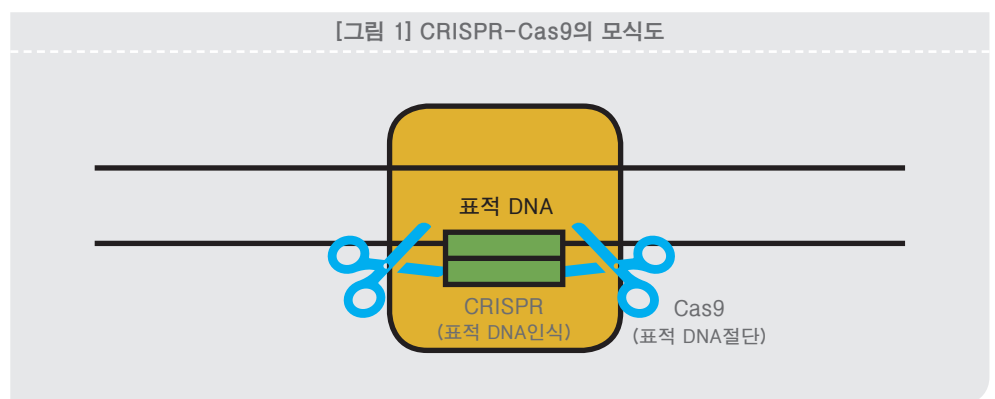 [그림 1] CRISPR-Cas9의 모식도
표적 DNA
CRISPR
(표적 DNA인식)
Cas9
(표적 DNA절단)